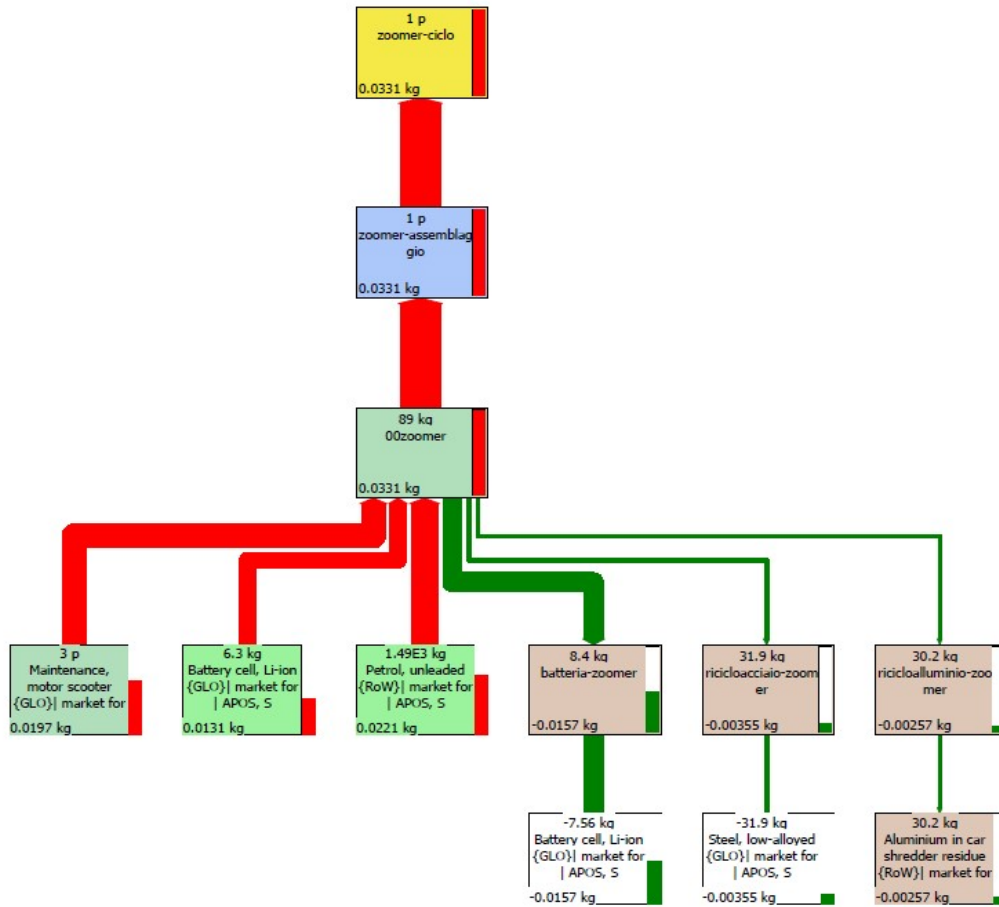 1 p
zoomer-ciclo
0.0331 kg
1 p
zoomer-assemblag
gio
0.0331 kg
89 kg
00zoomer
0.0331 kg
3 p
Maintenance,
motor scooter
{GLO}| market for
0.0197 kg
6.3 kg
Battery cell, Li-ion
{GLO}| market for
| APOS, S
0.0131 kg
1.49E3 kg
Petrol, unleaded
{RoW}| market for
| APOS, S
0.0221 kg
8.4 kg
batteria-zoomer
-0.0157 kg
31.9 kg
ricicloacciaio-zoom
er
-0.00355 kg
30.2 kg
ricicloalluminio-zo
omer
-0.00257 kg
-7.56 kg
Battery cell, Li-ion
{GLO}| market for
| APOS, S
-0.0157 kg
-31.9 kg
Steel, low-alloyed
{GLO}| market for
| APOS, S
-0.00355 kg
30.2 kg
Aluminium in car
shredder residue
{RoW}| market for
-0.00257 kg